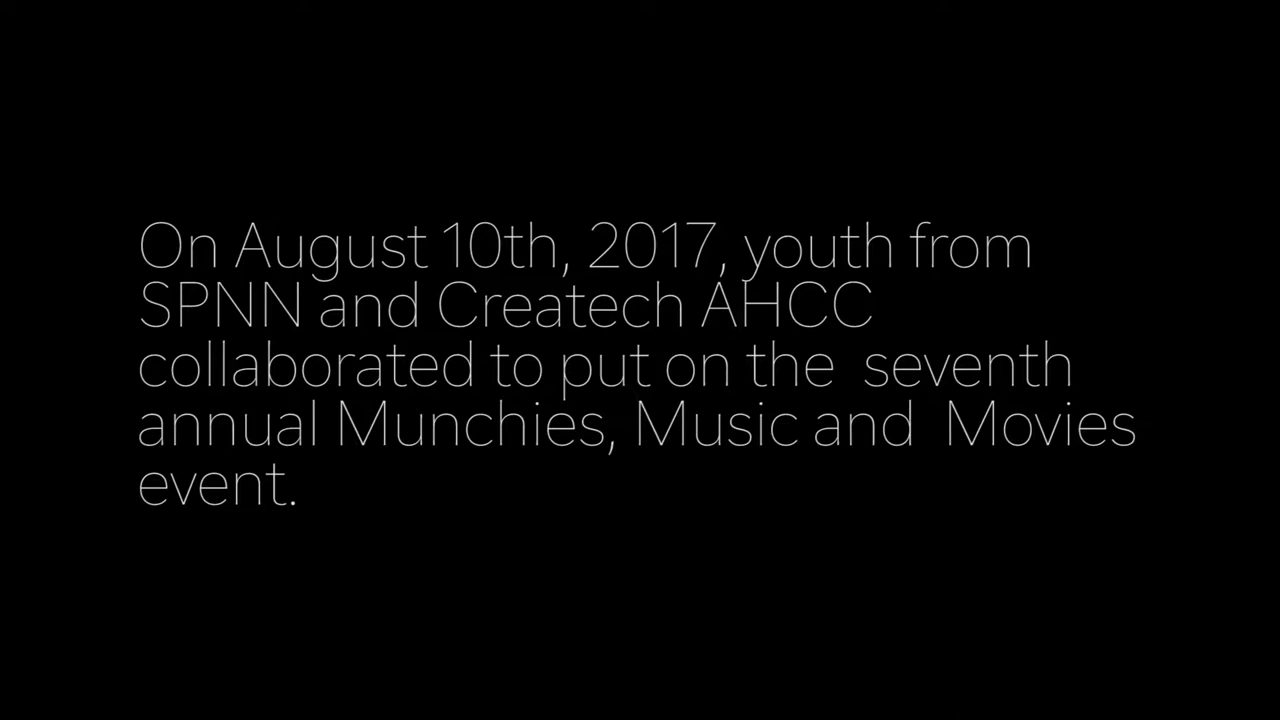 On August 10th, 2017, youth from
SPNN and Createch AHCC
collaborated to put on the  seventh
annual Munchies, Music and  Movies
event.